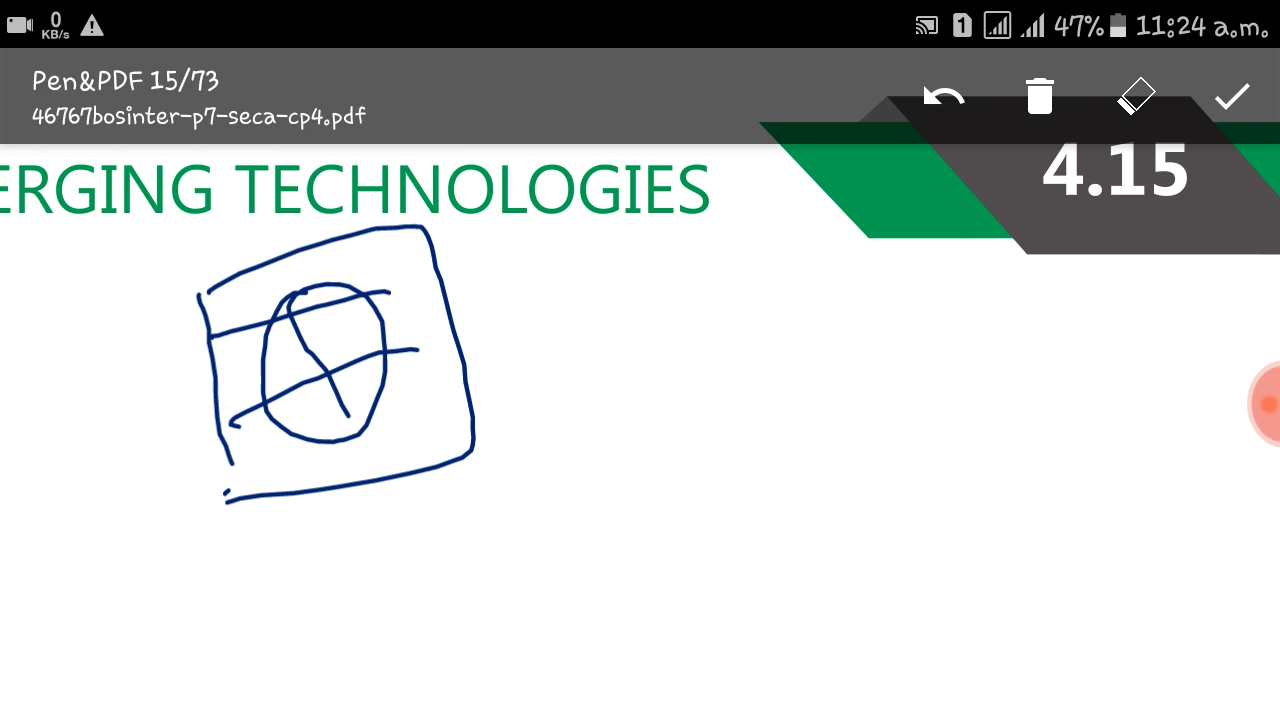 0
KB/s
1
47%
11:24 a.m.
Pen&PDF 15/73
46767bosinter-p7-seca-cp4.pdf
ERGING TECHNOLOGIES
4.15